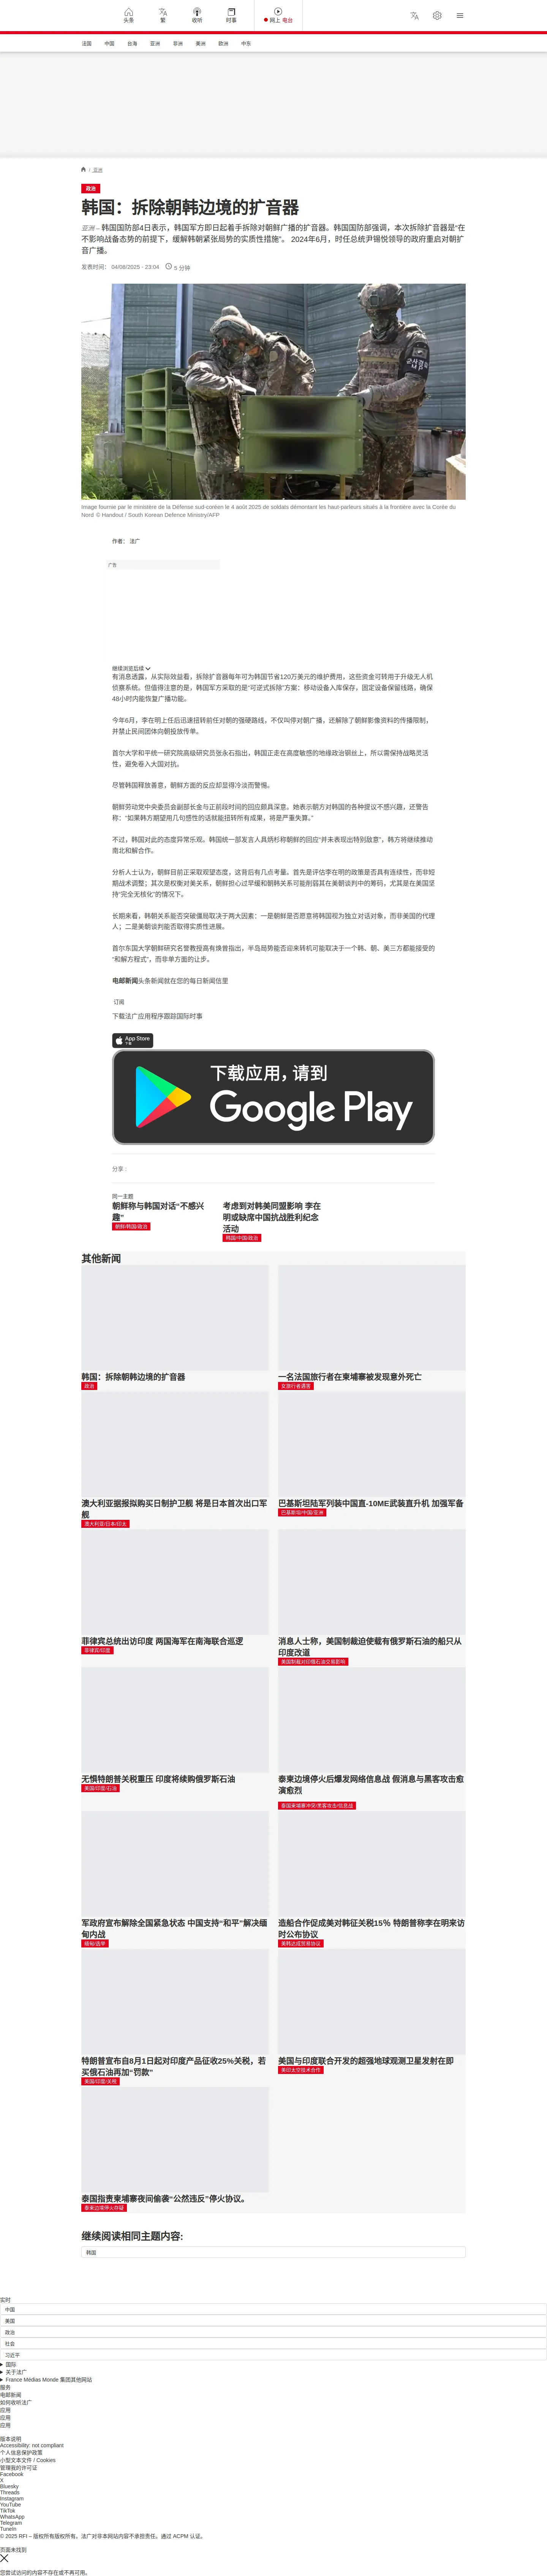 头条
繁
收听
时事
网上 电台
法国
中国
台海
亚洲
非洲
美洲
欧洲
中东
/ 亚洲
政治
韩国：拆除朝韩边境的扩音器
亚洲 – 韩国国防部4日表示，韩国军方即日起着手拆除对朝鲜广播的扩音器。韩国国防部强调，本次拆除扩音器是“在
不影响战备态势的前提下，缓解韩朝紧张局势的实质性措施”。 2024年6月，时任总统尹锡悦领导的政府重启对朝扩
音广播。
发表时间： 04/08/2025 - 23:04
5 分钟
Image fournie par le ministère de la Défense sud-coréen le 4 août 2025 de soldats démontant les haut-parleurs situés à la frontière avec la Corée du
Nord © Handout / South Korean Defence Ministry/AFP
作者： 法广
广告
继续浏览后续
有消息透露，从实际效益看，拆除扩音器每年可为韩国节省120万美元的维护费用，这些资金可转用于升级无人机
侦察系统。但值得注意的是，韩国军方采取的是“可逆式拆除”方案：移动设备入库保存，固定设备保留线路，确保
48小时内能恢复广播功能。
今年6月，李在明上任后迅速扭转前任对朝的强硬路线，不仅叫停对朝广播，还解除了朝鲜影像资料的传播限制，
并禁止民间团体向朝投放传单。
首尔大学和平统一研究院高级研究员张永石指出，韩国正走在高度敏感的地缘政治钢丝上，所以需保持战略灵活
性，避免卷入大国对抗。
尽管韩国释放善意，朝鲜方面的反应却显得冷淡而警惕。
朝鲜劳动党中央委员会副部长金与正前段时间的回应颇具深意。她表示朝方对韩国的各种提议不感兴趣，还警告
称：“如果韩方期望用几句感性的话就能扭转所有成果，将是严重失算。”
不过，韩国对此的态度异常乐观。韩国统一部发言人具炳杉称朝鲜的回应“并未表现出特别敌意”，韩方将继续推动
南北和解合作。
分析人士认为，朝鲜目前正采取观望态度，这背后有几点考量。首先是评估李在明的政策是否具有连续性，而非短
期战术调整；其次是权衡对美关系，朝鲜担心过早缓和朝韩关系可能削弱其在美朝谈判中的筹码，尤其是在美国坚
持“完全无核化”的情况下。
长期来看，韩朝关系能否突破僵局取决于两大因素：一是朝鲜是否愿意将韩国视为独立对话对象，而非美国的代理
人；二是美朝谈判能否取得实质性进展。
首尔东国大学朝鲜研究名誉教授高有焕曾指出，半岛局势能否迎来转机可能取决于一个韩、朝、美三方都能接受的
“和解方程式”，而非单方面的让步。
电邮新闻头条新闻就在您的每日新闻信里
订阅
下载法广应用程序跟踪国际时事
App Store
下载
下载应用，请到
Google Play
分享 :
同一主题
朝鲜称与韩国对话“不感兴
趣”
朝鲜/韩国/政治
考虑到对韩美同盟影响 李在
明或缺席中国抗战胜利纪念
活动
韩国/中国/政治
其他新闻
韩国：拆除朝韩边境的扩音器
政治
一名法国旅行者在柬埔寨被发现意外死亡
女旅行者遇害
澳大利亚据报拟购买日制护卫舰 将是日本首次出口军
舰
澳大利亚/日本/印太
巴基斯坦陆军列装中国直-10ME武装直升机 加强军备
巴基斯坦/中国/亚洲
菲律宾总统出访印度 两国海军在南海联合巡逻
菲律宾/印度
消息人士称，美国制裁迫使载有俄罗斯石油的船只从
印度改道
美国制裁对印俄石油交易影响
无惧特朗普关税重压 印度将续购俄罗斯石油
美国/印度/石油
泰柬边境停火后爆发网络信息战 假消息与黑客攻击愈
演愈烈
泰国柬埔寨冲突/黑客攻击/信息战
军政府宣布解除全国紧急状态 中国支持“和平”解决缅
甸内战
缅甸/选举
造船合作促成美对韩征关税15% 特朗普称李在明来访
时公布协议
美韩达成贸易协议
特朗普宣布自8月1日起对印度产品征收25%关税，若
买俄石油再加“罚款”
美国/印度/关税
美国与印度联合开发的超强地球观测卫星发射在即
美印太空技术合作
泰国指责柬埔寨夜间偷袭“公然违反”停火协议。
泰柬边境停火存疑
继续阅读相同主题内容:
韩国
实时
中国
美国
政治
社会
习近平
国际
关于法广
France Médias Monde 集团其他网站
服务
电邮新闻
如何收听法广
应用
应用
应用
版本说明
Accessibility: not compliant
个人信息保护政策
小型文本文件 / Cookies
管理我的许可证
Facebook
X
Bluesky
Threads
Instagram
YouTube
TikTok
WhatsApp
Telegram
TuneIn
© 2025 RFI – 版权所有版权所有。法广对非本网站内容不承担责任。通过 ACPM 认证。
页面未找到
您尝试访问的内容不存在或不再可用。